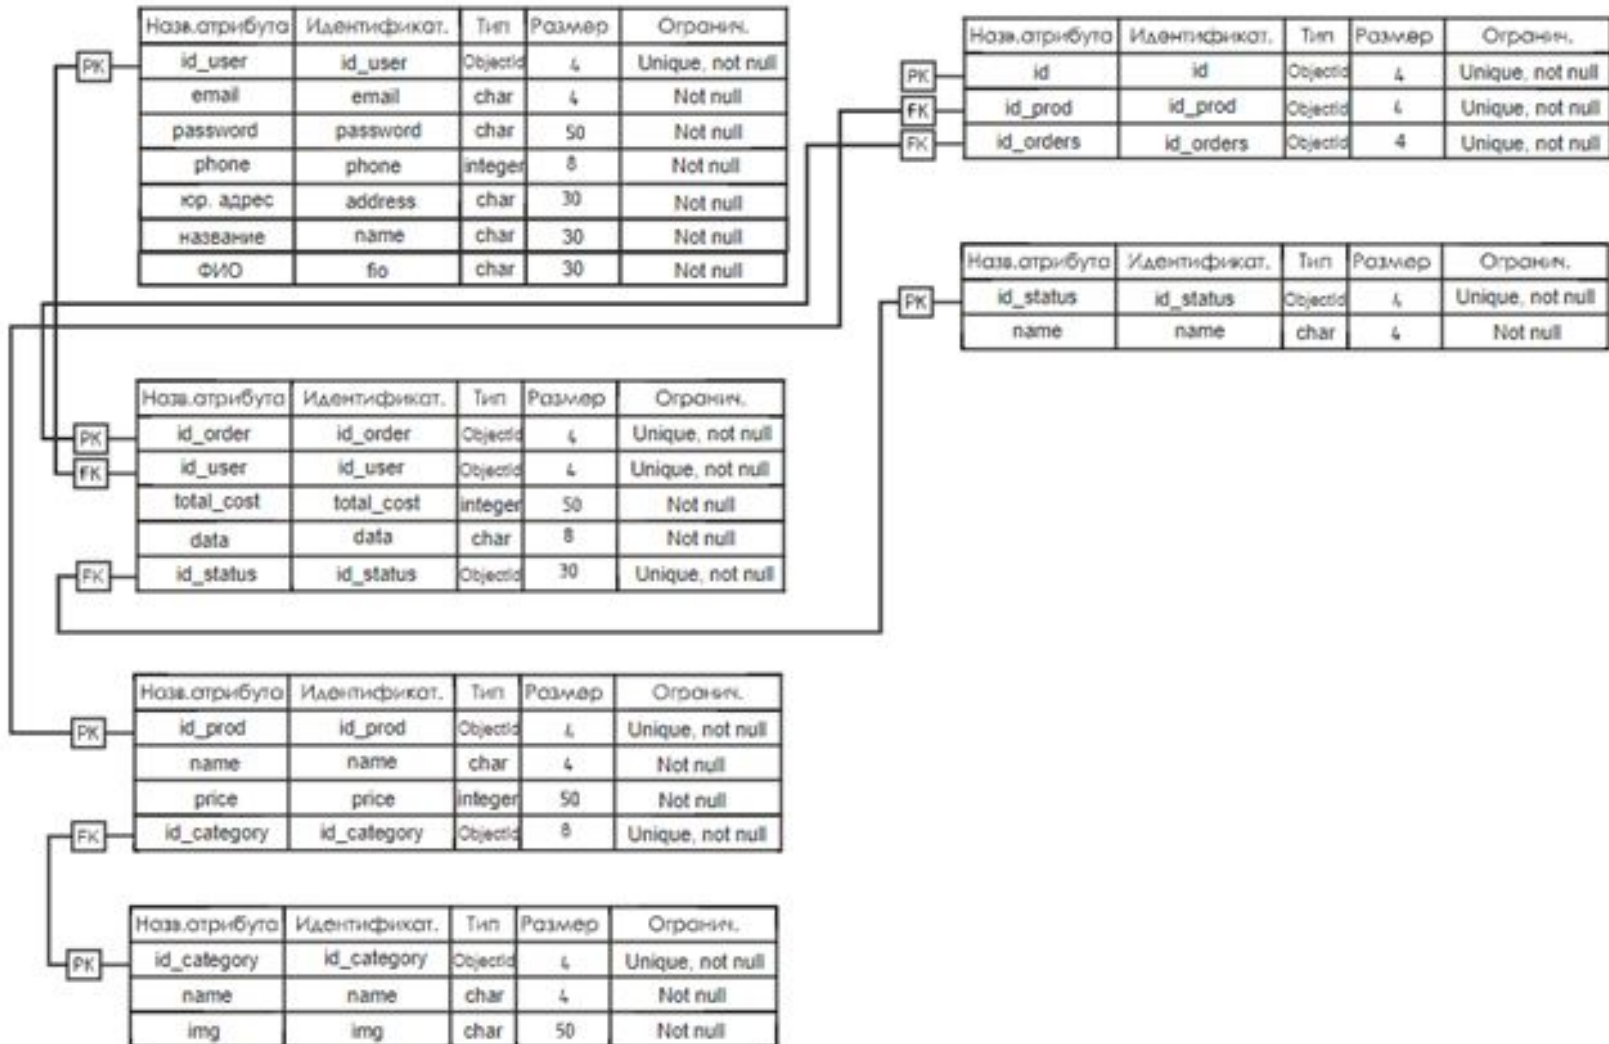 Назв.атрибута Идентификат. Тип Размер Огранич.
PK id_user id_user ObjectId 4 Unique, not null
email email char 4 Not null
password password char 50 Not null
phone phone integer 8 Not null
юр. адрес address char 30 Not null
название name char 30 Not null
ФИО fio char 30 Not null
Назв.атрибута Идентификат. Тип Размер Огранич.
PK id id ObjectId 4 Unique, not null
FK id_prod id_prod ObjectId 4 Unique, not null
FK id_orders id_orders ObjectId 4 Unique, not null
Назв.атрибута Идентификат. Тип Размер Огранич.
PK id_status id_status ObjectId 4 Unique, not null
name name char 4 Not null
Назв.атрибута Идентификат. Тип Размер Огранич.
PK id_order id_order ObjectId 4 Unique, not null
FK id_user id_user ObjectId 4 Unique, not null
total_cost total_cost integer 50 Not null
data data char 8 Not null
FK id_status id_status ObjectId 30 Unique, not null
Назв.атрибута Идентификат. Тип Размер Огранич.
PK id_prod id_prod ObjectId 4 Unique, not null
name name char 4 Not null
price price integer 50 Not null
FK id_category id_category ObjectId 8 Unique, not null
Назв.атрибута Идентификат. Тип Размер Огранич.
PK id_category id_category ObjectId 4 Unique, not null
name name char 4 Not null
img img char 50 Not null